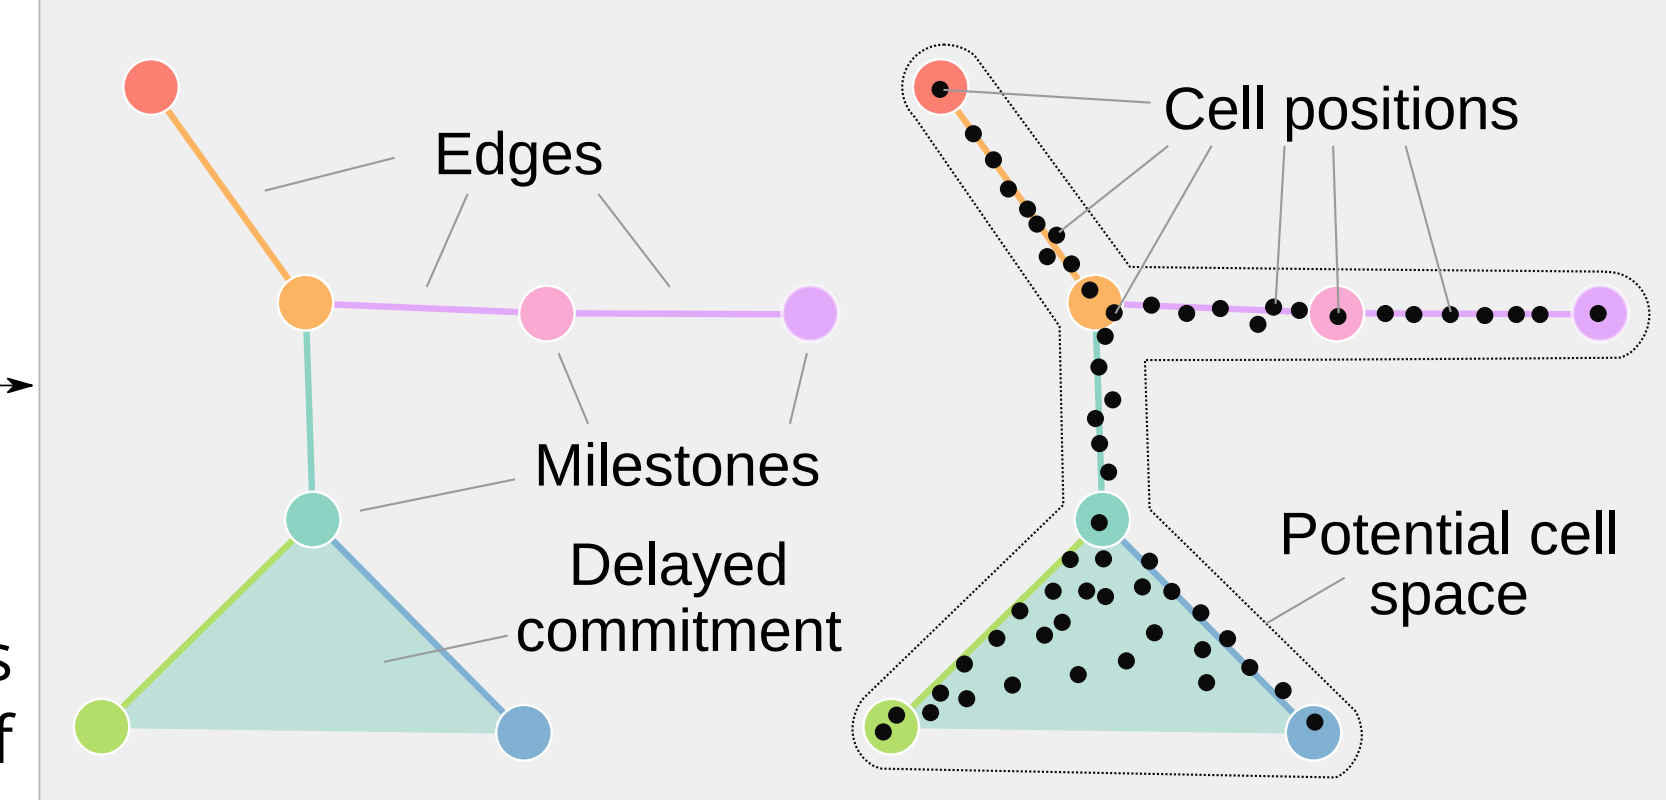 Edges
Milestones
Delayed
commitment
Cell positions
Potential cell
space
s
f